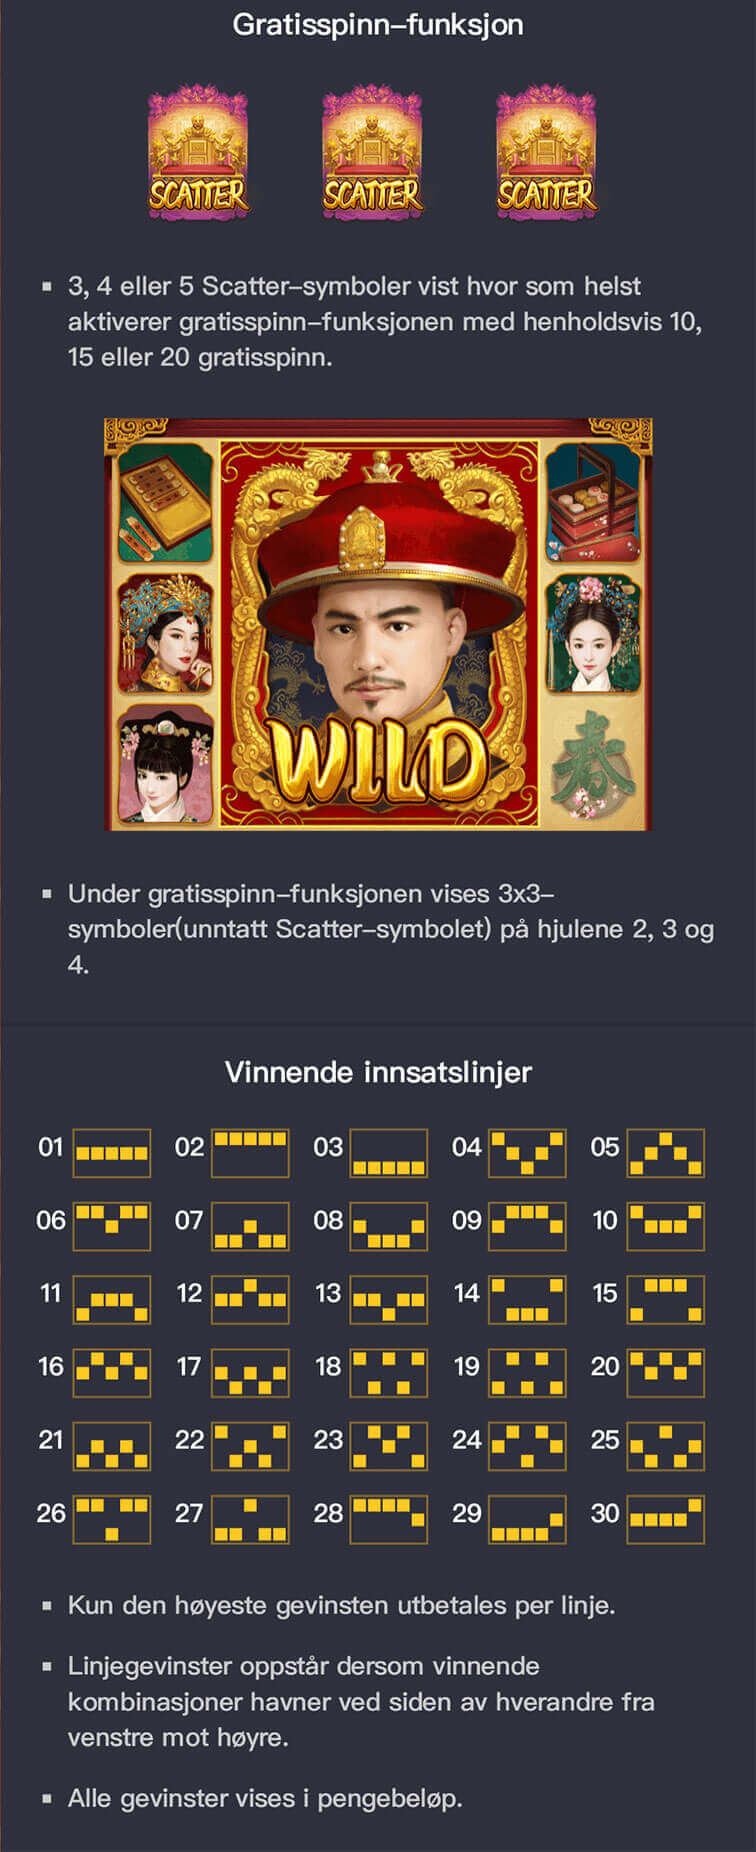 Gratisspinn-funksjon
SCATTER SCATTER SCATTER
3, 4 eller 5 Scatter-symboler vist hvor som helst
aktiverer gratisspinn-funksjonen med henholdsvis 10,
15 eller 20 gratisspinn.
WILD
春
Under gratisspinn-funksjonen vises 3x3-
symboler(unntatt Scatter-symbolet) på hjulene 2, 3 og
4.
Vinnende innsatslinjer
01 02 03 04 05
06 07 08 09 10
11 12 13 14 15
16 17 18 19 20
21 22 23 24 25
26 27 28 29 30
Kun den høyeste gevinsten utbetales per linje.
Linjegevinster oppstår dersom vinnende
kombinasjoner havner ved siden av hverandre fra
venstre mot høyre.
Alle gevinster vises i pengebeløp.